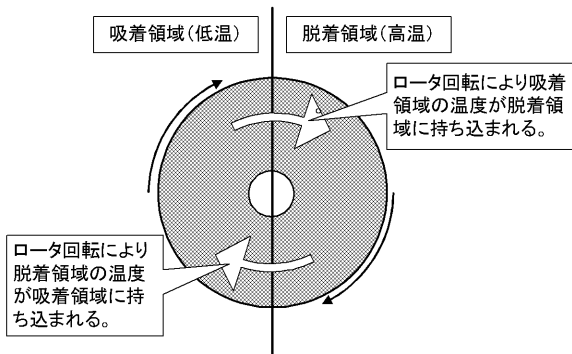 吸着領域(低温)
脱着領域(高温)
ロータ回転により吸着
領域の温度が脱着領
域に持ち込まれる。
ロータ回転により
脱着領域の温度
が吸着領域に持
ち込まれる。